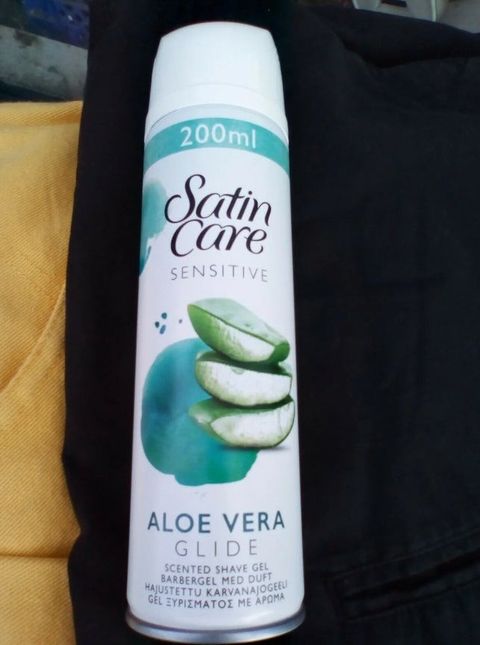 200ml
Satin
Care
SENSITIVE
ALOE VERA
GLIDE
SCENTED SHAVE GEL
BARBERGEL MED DUFT
HAJUSTETTU KARVANAJOGEELI
GEL ΞΥΡΙΣΜΑΤΟΣ ΜΕ ΑΡΩΜΑ